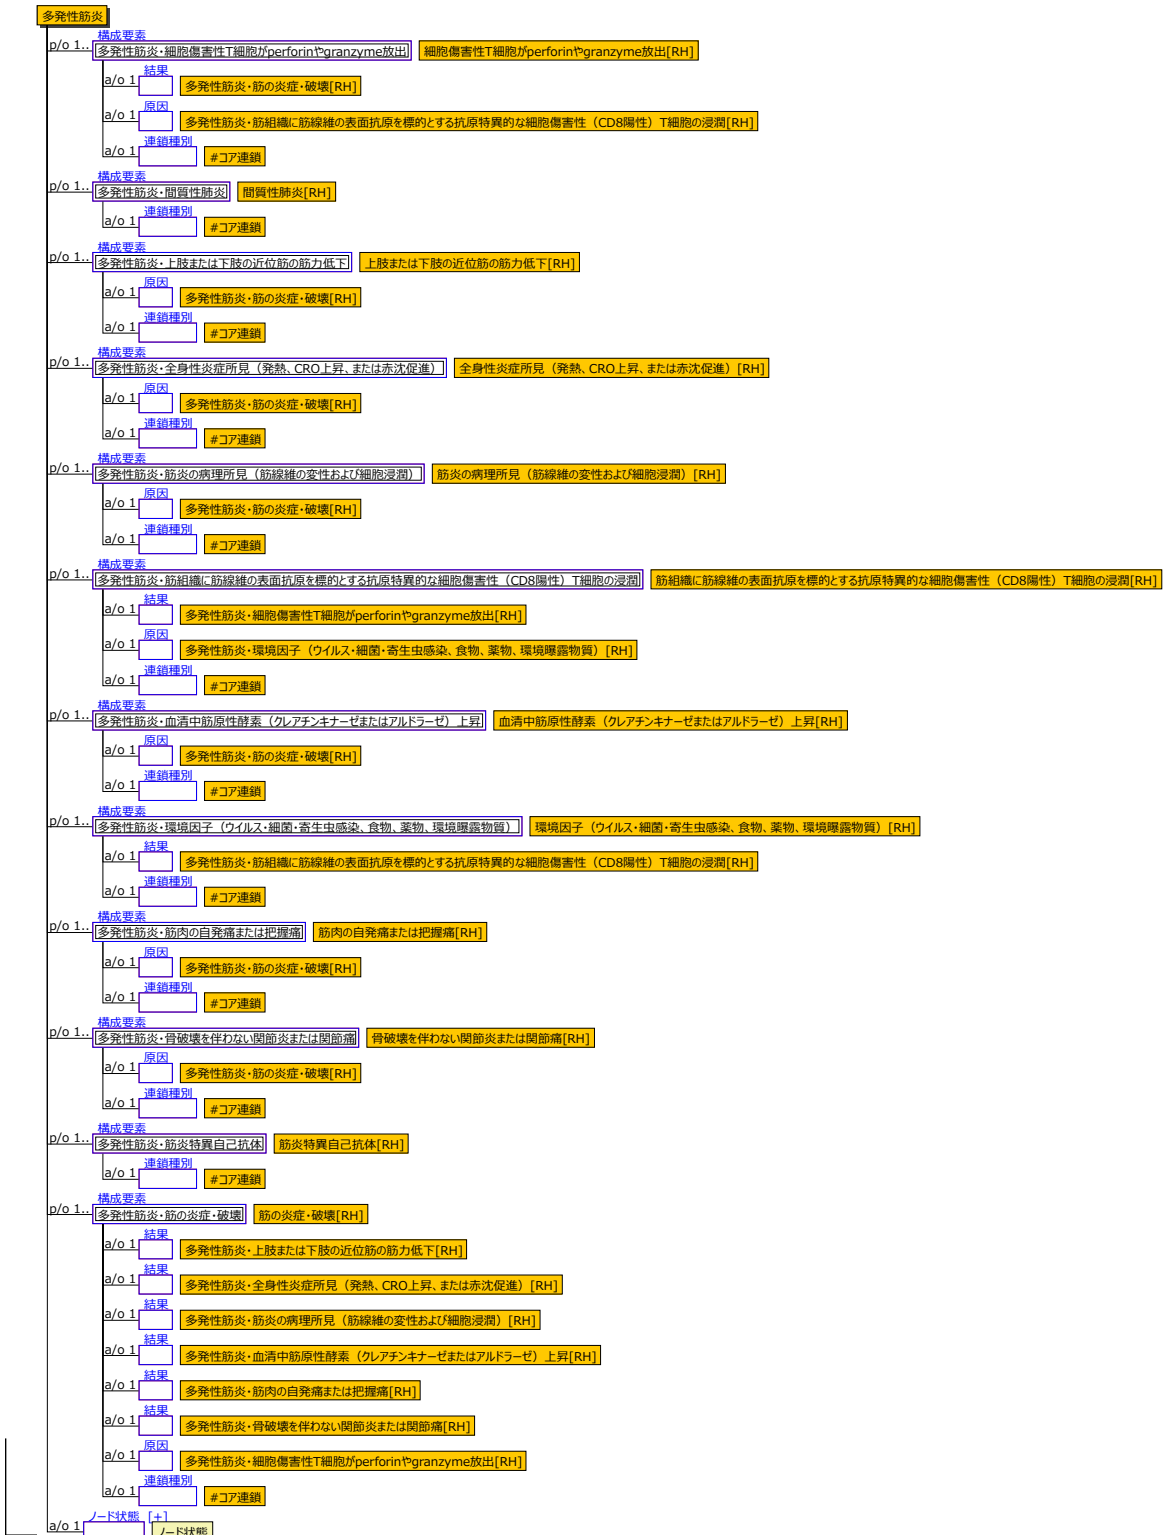 多発性筋炎
構成要素
p/o 1.. 多発性筋炎・細胞傷害性T細胞がperforinやgranzyme放出 細胞傷害性T細胞がperforinやgranzyme放出[RH]
結果
a/o 1 多発性筋炎・筋の炎症・破壊[RH]
原因
a/o 1 多発性筋炎・筋組織に筋線維の表面抗原を標的とする抗原特異的な細胞傷害性（CD8陽性）T細胞の浸潤[RH]
連鎖種別
a/o 1 #コア連鎖
構成要素
p/o 1.. 多発性筋炎・間質性肺炎 間質性肺炎[RH]
連鎖種別
a/o 1 #コア連鎖
構成要素
p/o 1.. 多発性筋炎・上肢または下肢の近位筋の筋力低下 上肢または下肢の近位筋の筋力低下[RH]
原因
a/o 1 多発性筋炎・筋の炎症・破壊[RH]
連鎖種別
a/o 1 #コア連鎖
構成要素
p/o 1.. 多発性筋炎・全身性炎症所見（発熱、CRO上昇、または赤沈促進） 全身性炎症所見（発熱、CRO上昇、または赤沈促進）[RH]
原因
a/o 1 多発性筋炎・筋の炎症・破壊[RH]
連鎖種別
a/o 1 #コア連鎖
構成要素
p/o 1.. 多発性筋炎・筋炎の病理所見（筋線維の変性および細胞浸潤） 筋炎の病理所見（筋線維の変性および細胞浸潤）[RH]
原因
a/o 1 多発性筋炎・筋の炎症・破壊[RH]
連鎖種別
a/o 1 #コア連鎖
構成要素
p/o 1.. 多発性筋炎・筋組織に筋線維の表面抗原を標的とする抗原特異的な細胞傷害性（CD8陽性）T細胞の浸潤 筋組織に筋線維の表面抗原を標的とする抗原特異的な細胞傷害性（CD8陽性）T細胞の浸潤[RH]
結果
a/o 1 多発性筋炎・細胞傷害性T細胞がperforinやgranzyme放出[RH]
原因
a/o 1 多発性筋炎・環境因子（ウイルス・細菌・寄生虫感染、食物、薬物、環境曝露物質）[RH]
連鎖種別
a/o 1 #コア連鎖
構成要素
p/o 1.. 多発性筋炎・血清中筋原性酵素（クレアチンキナーゼまたはアルドラーゼ）上昇 血清中筋原性酵素（クレアチンキナーゼまたはアルドラーゼ）上昇[RH]
原因
a/o 1 多発性筋炎・筋の炎症・破壊[RH]
連鎖種別
a/o 1 #コア連鎖
構成要素
p/o 1.. 多発性筋炎・環境因子（ウイルス・細菌・寄生虫感染、食物、薬物、環境曝露物質） 環境因子（ウイルス・細菌・寄生虫感染、食物、薬物、環境曝露物質）[RH]
結果
a/o 1 多発性筋炎・筋組織に筋線維の表面抗原を標的とする抗原特異的な細胞傷害性（CD8陽性）T細胞の浸潤[RH]
連鎖種別
a/o 1 #コア連鎖
構成要素
p/o 1.. 多発性筋炎・筋肉の自発痛または把握痛 筋肉の自発痛または把握痛[RH]
原因
a/o 1 多発性筋炎・筋の炎症・破壊[RH]
連鎖種別
a/o 1 #コア連鎖
構成要素
p/o 1.. 多発性筋炎・骨破壊を伴わない関節炎または関節痛 骨破壊を伴わない関節炎または関節痛[RH]
原因
a/o 1 多発性筋炎・筋の炎症・破壊[RH]
連鎖種別
a/o 1 #コア連鎖
構成要素
p/o 1.. 多発性筋炎・筋炎特異自己抗体 筋炎特異自己抗体[RH]
連鎖種別
a/o 1 #コア連鎖
構成要素
p/o 1.. 多発性筋炎・筋の炎症・破壊 筋の炎症・破壊[RH]
結果
a/o 1 多発性筋炎・上肢または下肢の近位筋の筋力低下[RH]
結果
a/o 1 多発性筋炎・全身性炎症所見（発熱、CRO上昇、または赤沈促進）[RH]
結果
a/o 1 多発性筋炎・筋炎の病理所見（筋線維の変性および細胞浸潤）[RH]
結果
a/o 1 多発性筋炎・血清中筋原性酵素（クレアチンキナーゼまたはアルドラーゼ）上昇[RH]
結果
a/o 1 多発性筋炎・筋肉の自発痛または把握痛[RH]
結果
a/o 1 多発性筋炎・骨破壊を伴わない関節炎または関節痛[RH]
原因
a/o 1 多発性筋炎・細胞傷害性T細胞がperforinやgranzyme放出[RH]
連鎖種別
a/o 1 #コア連鎖
ノード状態 [+]
a/o 1 ノード状態